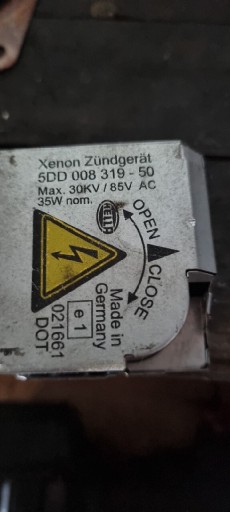 Xenon Zündgerät
5DD 008 319 - 50
Max. 30KV / 85V AC
35W nom.
HELLA
OPEN
CLOSE
Made in
Germany
e 1
021661
DOT